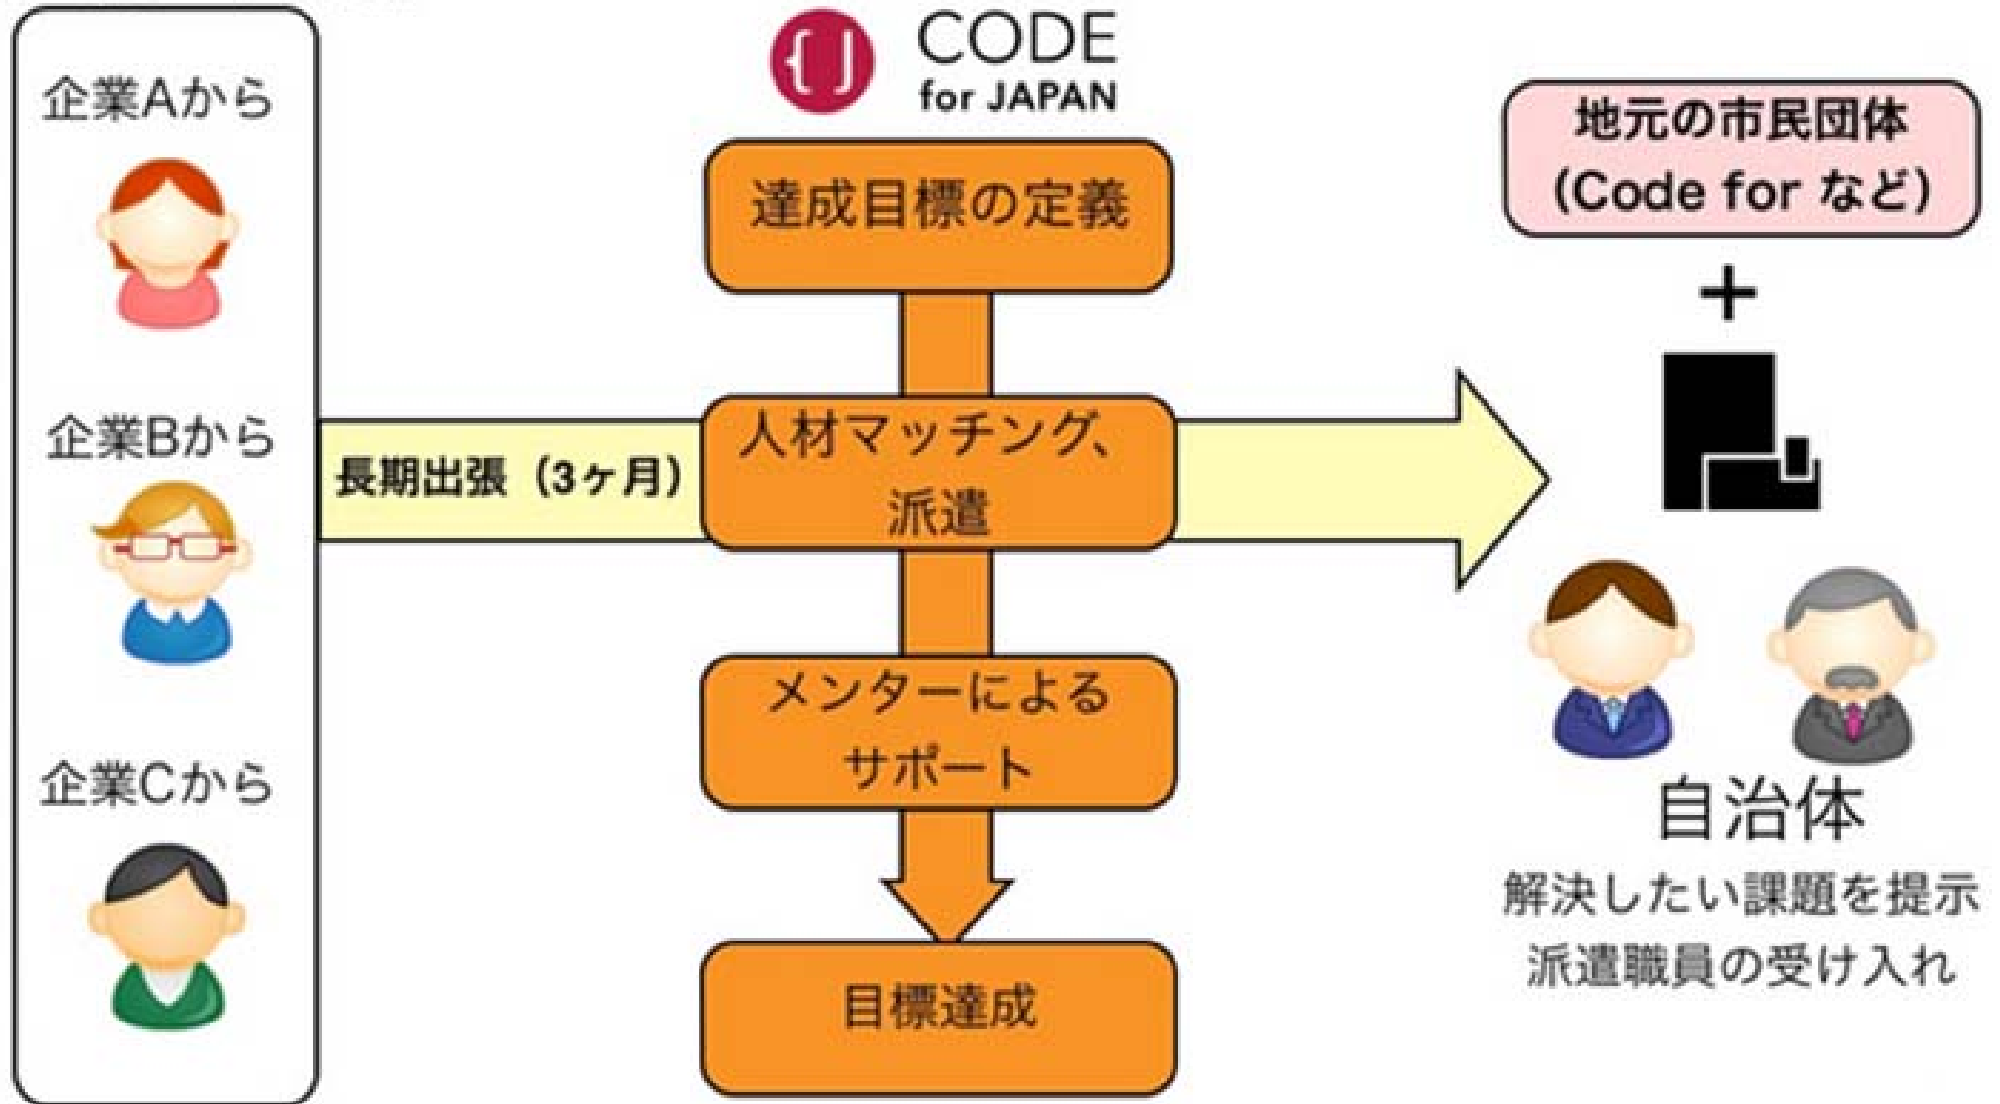 企業Aから
企業Bから
企業Cから
長期出張（3ヶ月）
CODE
for JAPAN
達成目標の定義
人材マッチング、
派遣
メンターによる
サポート
目標達成
地元の市民団体
（Code for など）
+
自治体
解決したい課題を提示
派遣職員の受け入れ